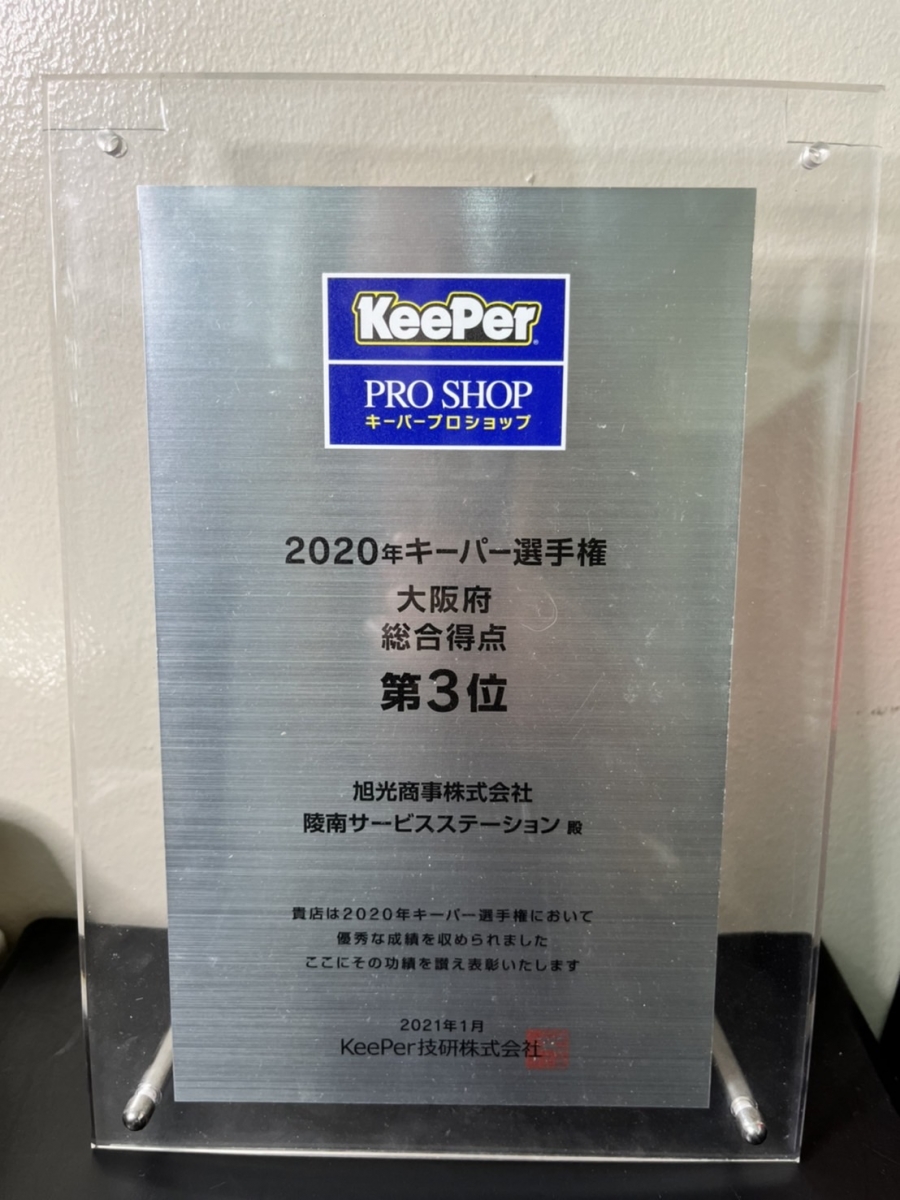 KeePer
PRO SHOP
キーパープロショップ
2020年キーパー選手権
大阪府
総合得点
第3位
旭光商事株式会社
陵南サービスステーション 殿
貴店は2020年キーパー選手権において
優秀な成績を収められました
ここにその功績を讃え表彰いたします
2021年1月
KeePer技研株式会社